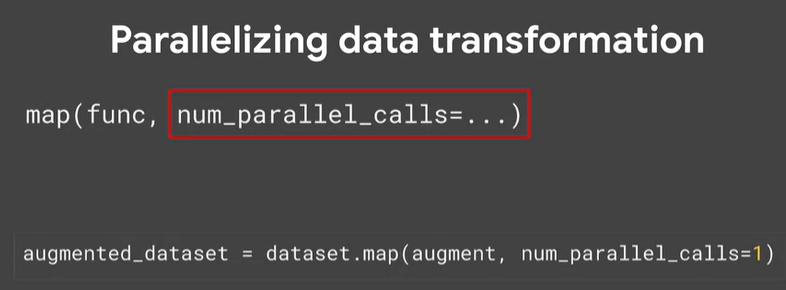 Parallelizing data transformation
map(func, num_parallel_calls=...)
augmented_dataset = dataset.map(augment, num_parallel_calls=1)